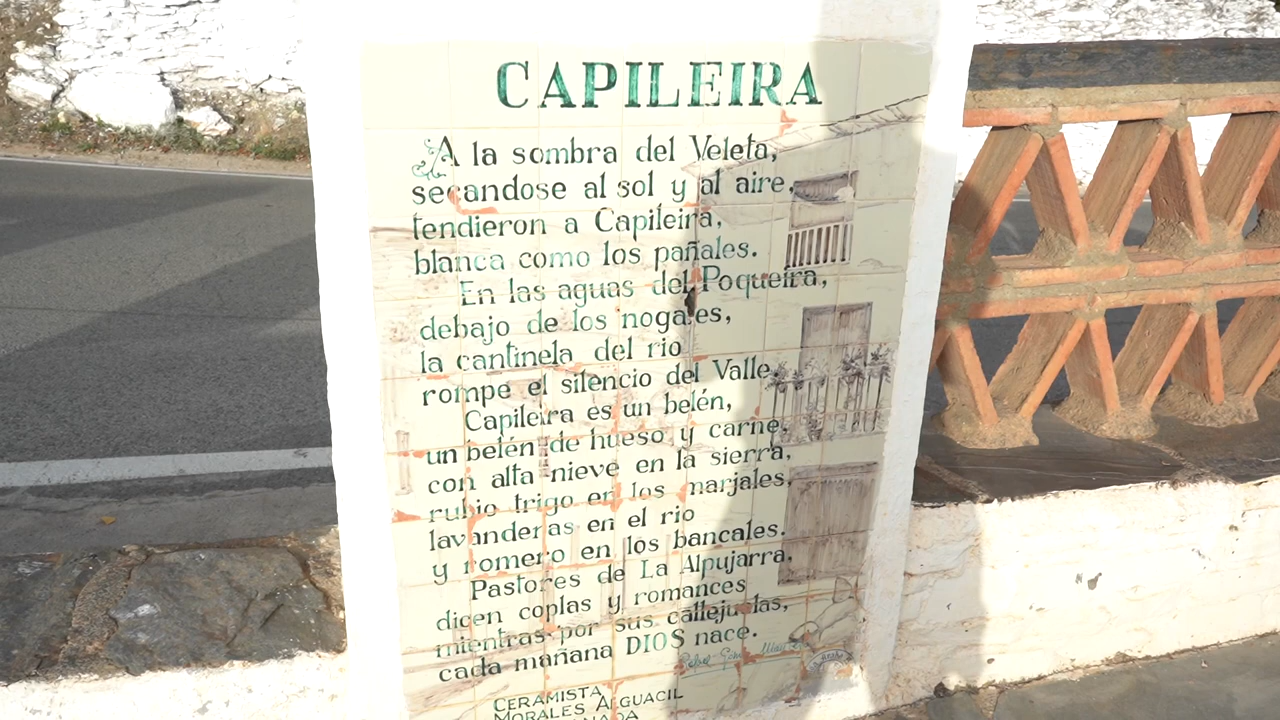 CAPILEIRA
A la sombra del Veleta,
secandose al sol y al aire,
tendieron a Capileira,
blanca como los pañales.
En las aguas del Poqueira,
debajo de los nogales,
la cantinela del rio
rompe el silencio del Valle.
Capileira es un belén,
un belén de hueso y carne,
con alta nieve en la sierra,
rubio trigo en los marjales,
lavanderas en el rio
y romero en los bancales.
Pastores de La Alpujarra,
dicen coplas y romances
mientras por sus callejuelas,
cada mañana DIOS nace.
CERAMISTA
MORALES ALGUACIL